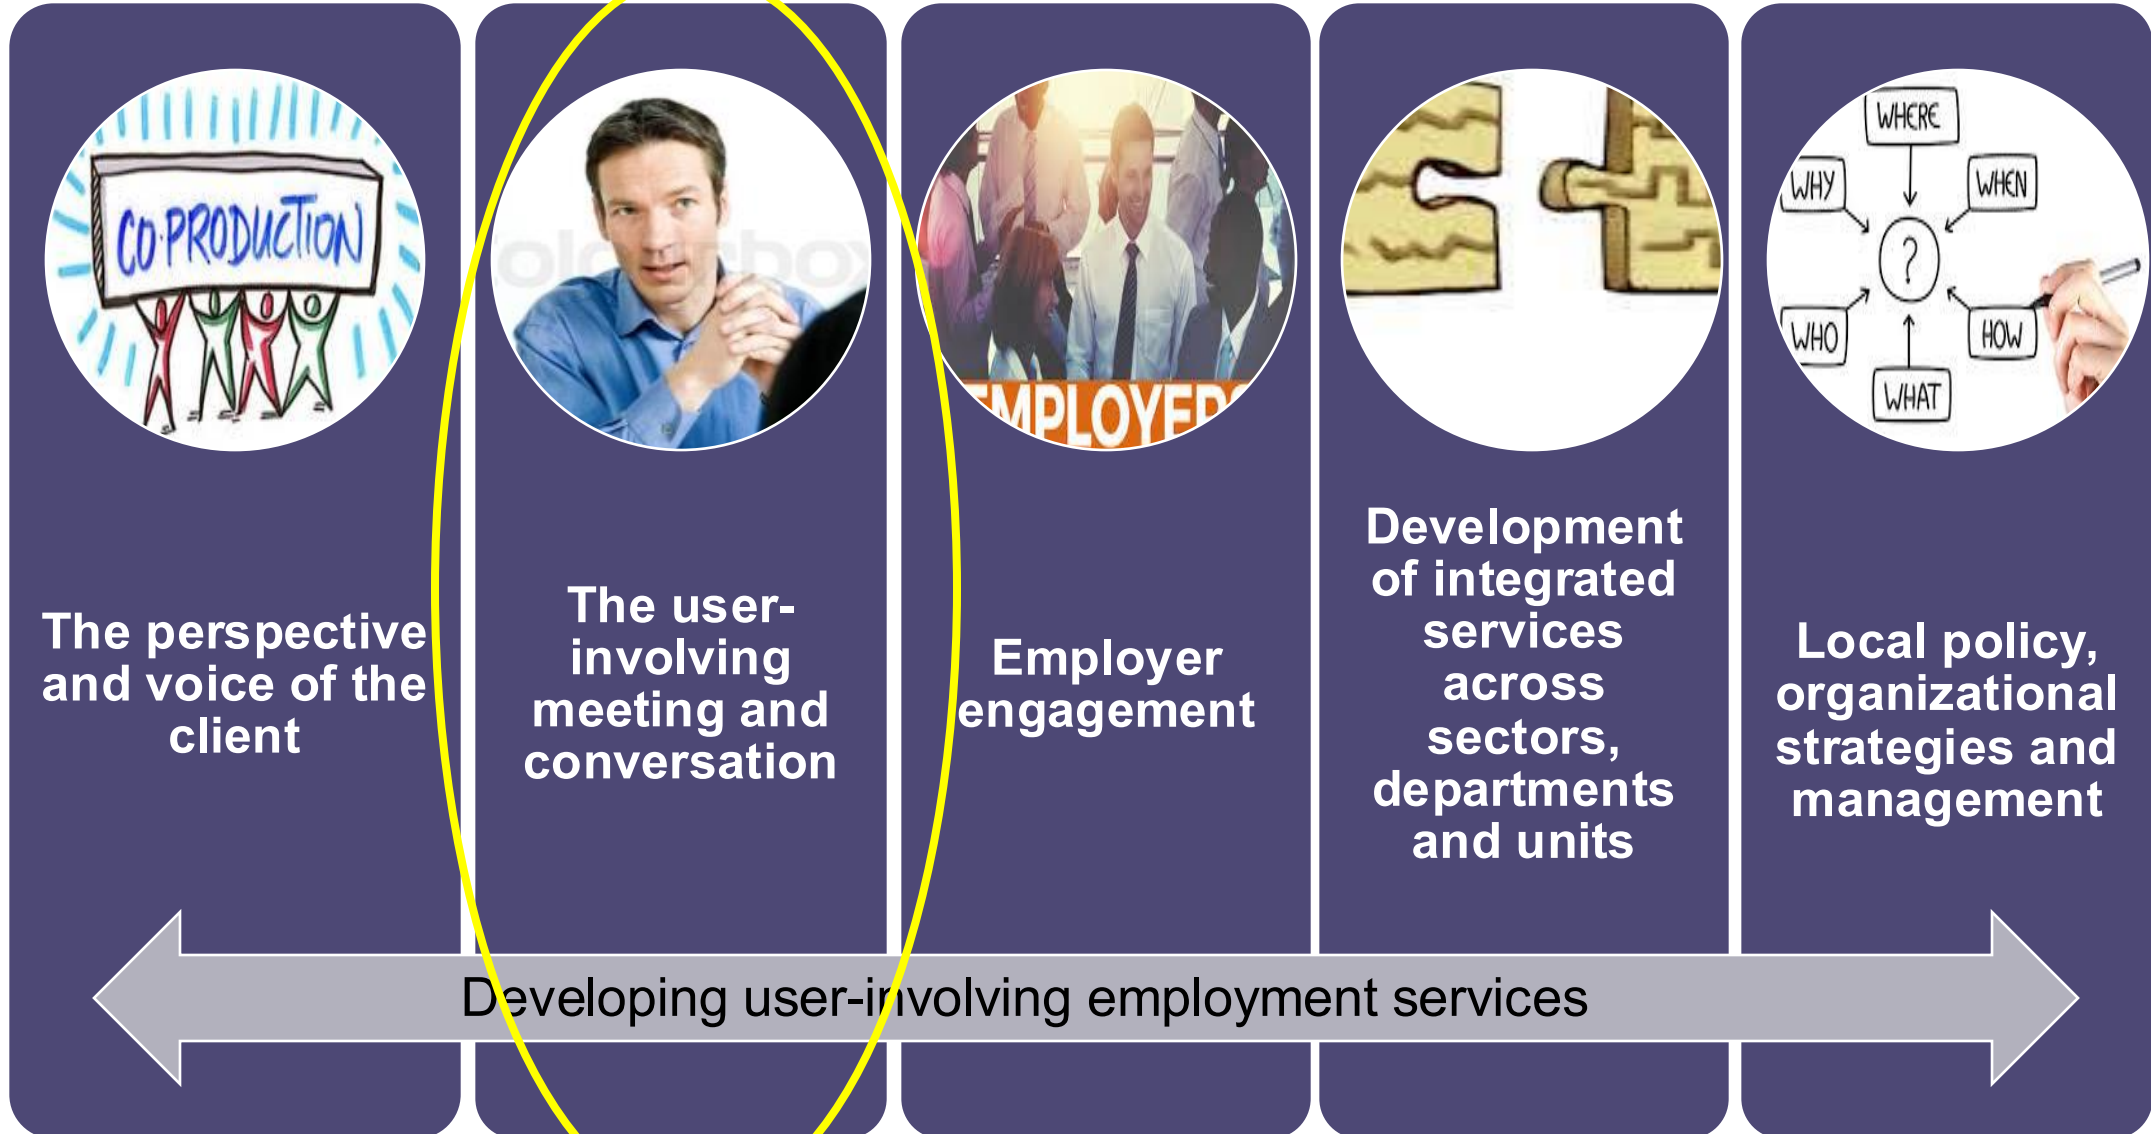 CO-PRODUCTION
The perspective
and voice of the
client
The user-
involving
meeting and
conversation
EMPLOYERS
Employer
engagement
Development
of integrated
services
across
sectors,
departments
and units
WHERE
WHY
WHEN
?
WHO
HOW
WHAT
Local policy,
organizational
strategies and
management
Developing user-involving employment services